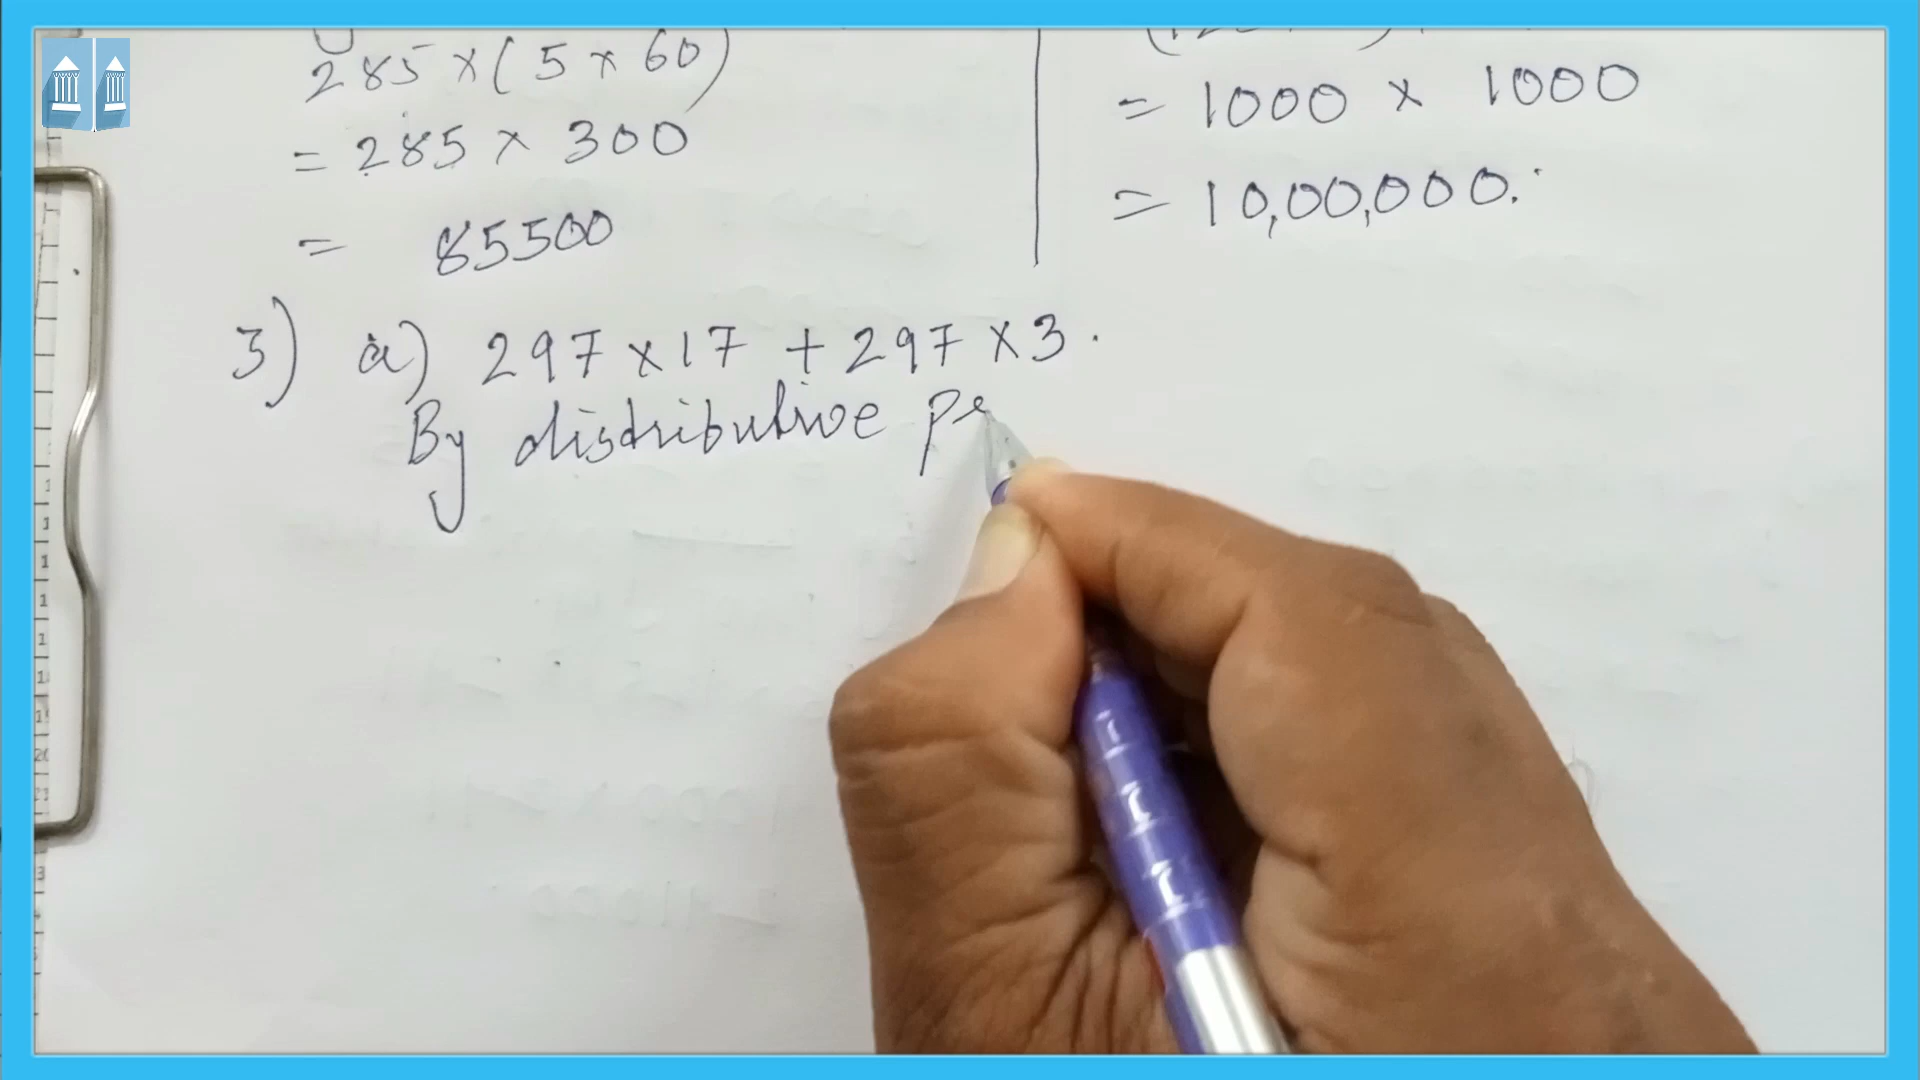 285 × (5 × 60)
= 285 × 300
= 85500
= 1000 × 1000
= 10,00,000.
3) a) 297 × 17 + 297 × 3.
By distributive